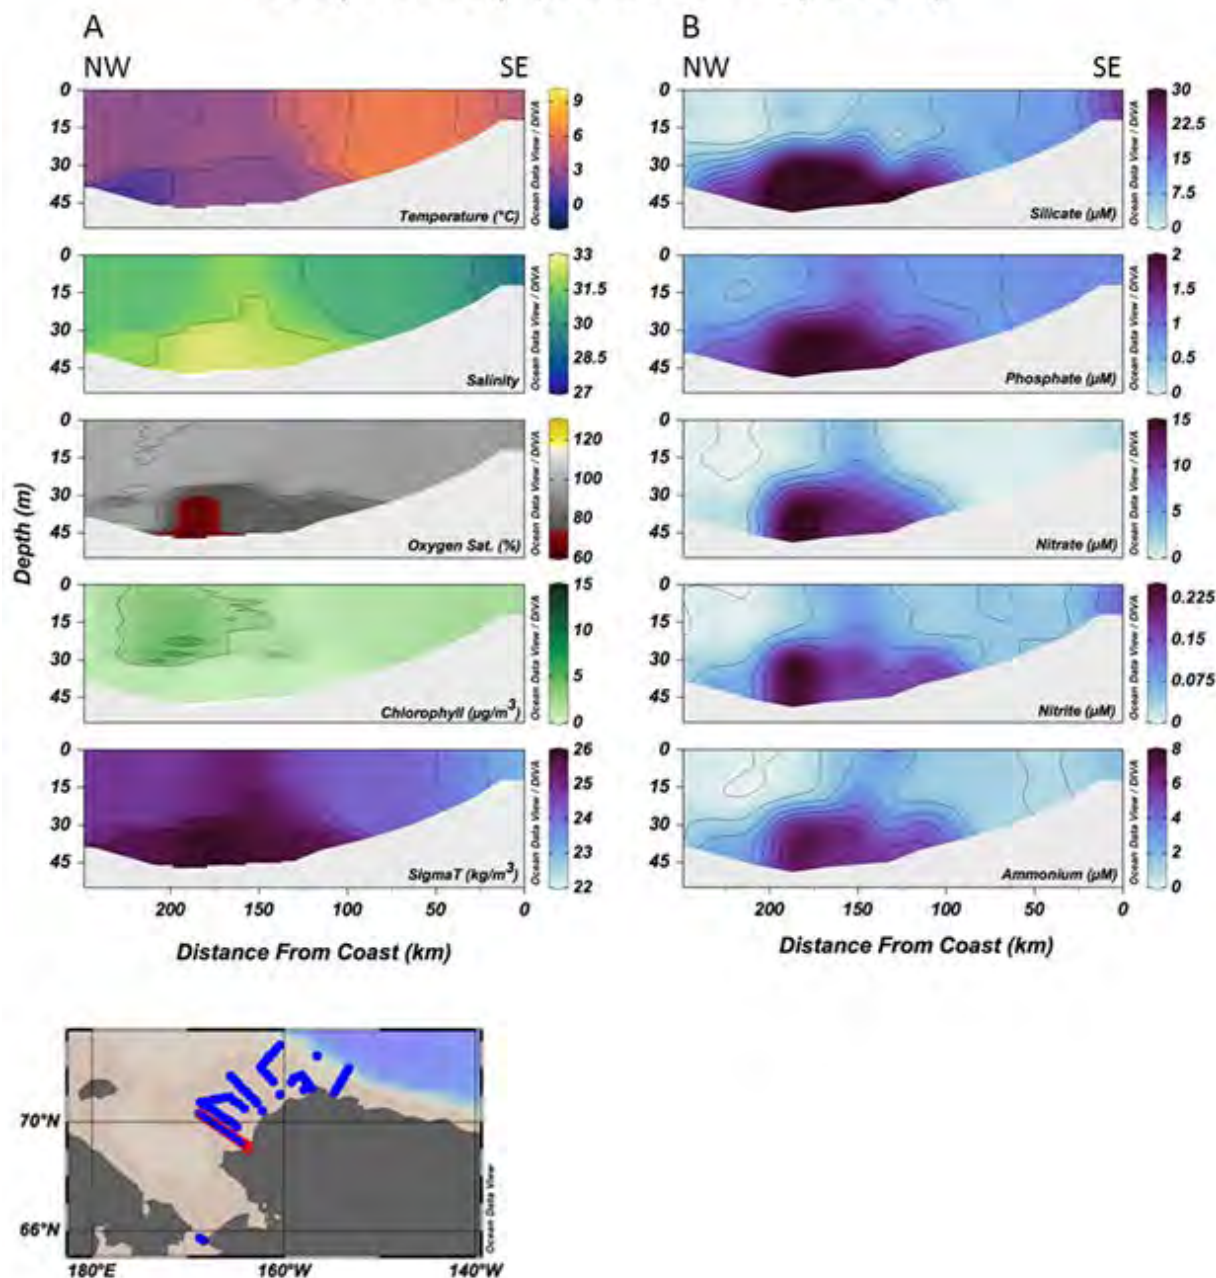 A
B
NW SE
NW SE
0
15
30
45
Temperature (°C)
9
6
3
0
Ocean Data View / DIVA
0
15
30
45
Silicate (µM)
30
22.5
15
7.5
0
Ocean Data View / DIVA
0
15
30
45
Salinity
33
31.5
30
28.5
27
Ocean Data View / DIVA
0
15
30
45
Phosphate (µM)
2
1.5
1
0.5
0
Ocean Data View / DIVA
Depth (m)
0
15
30
45
Oxygen Sat. (%)
120
100
80
60
Ocean Data View / DIVA
0
15
30
45
Nitrate (µM)
15
10
5
0
Ocean Data View / DIVA
0
15
30
45
Chlorophyll (µg/m³)
15
10
5
0
Ocean Data View / DIVA
0
15
30
45
Nitrite (µM)
0.225
0.15
0.075
0
Ocean Data View / DIVA
0
15
30
45
SigmaT (kg/m³)
26
25
24
23
22
Ocean Data View / DIVA
200 150 100 50 0
Distance From Coast (km)
0
15
30
45
Ammonium (µM)
8
6
4
2
0
Ocean Data View / DIVA
200 150 100 50 0
Distance From Coast (km)
70°N
66°N
180°E 160°W 140°W
Ocean Data View